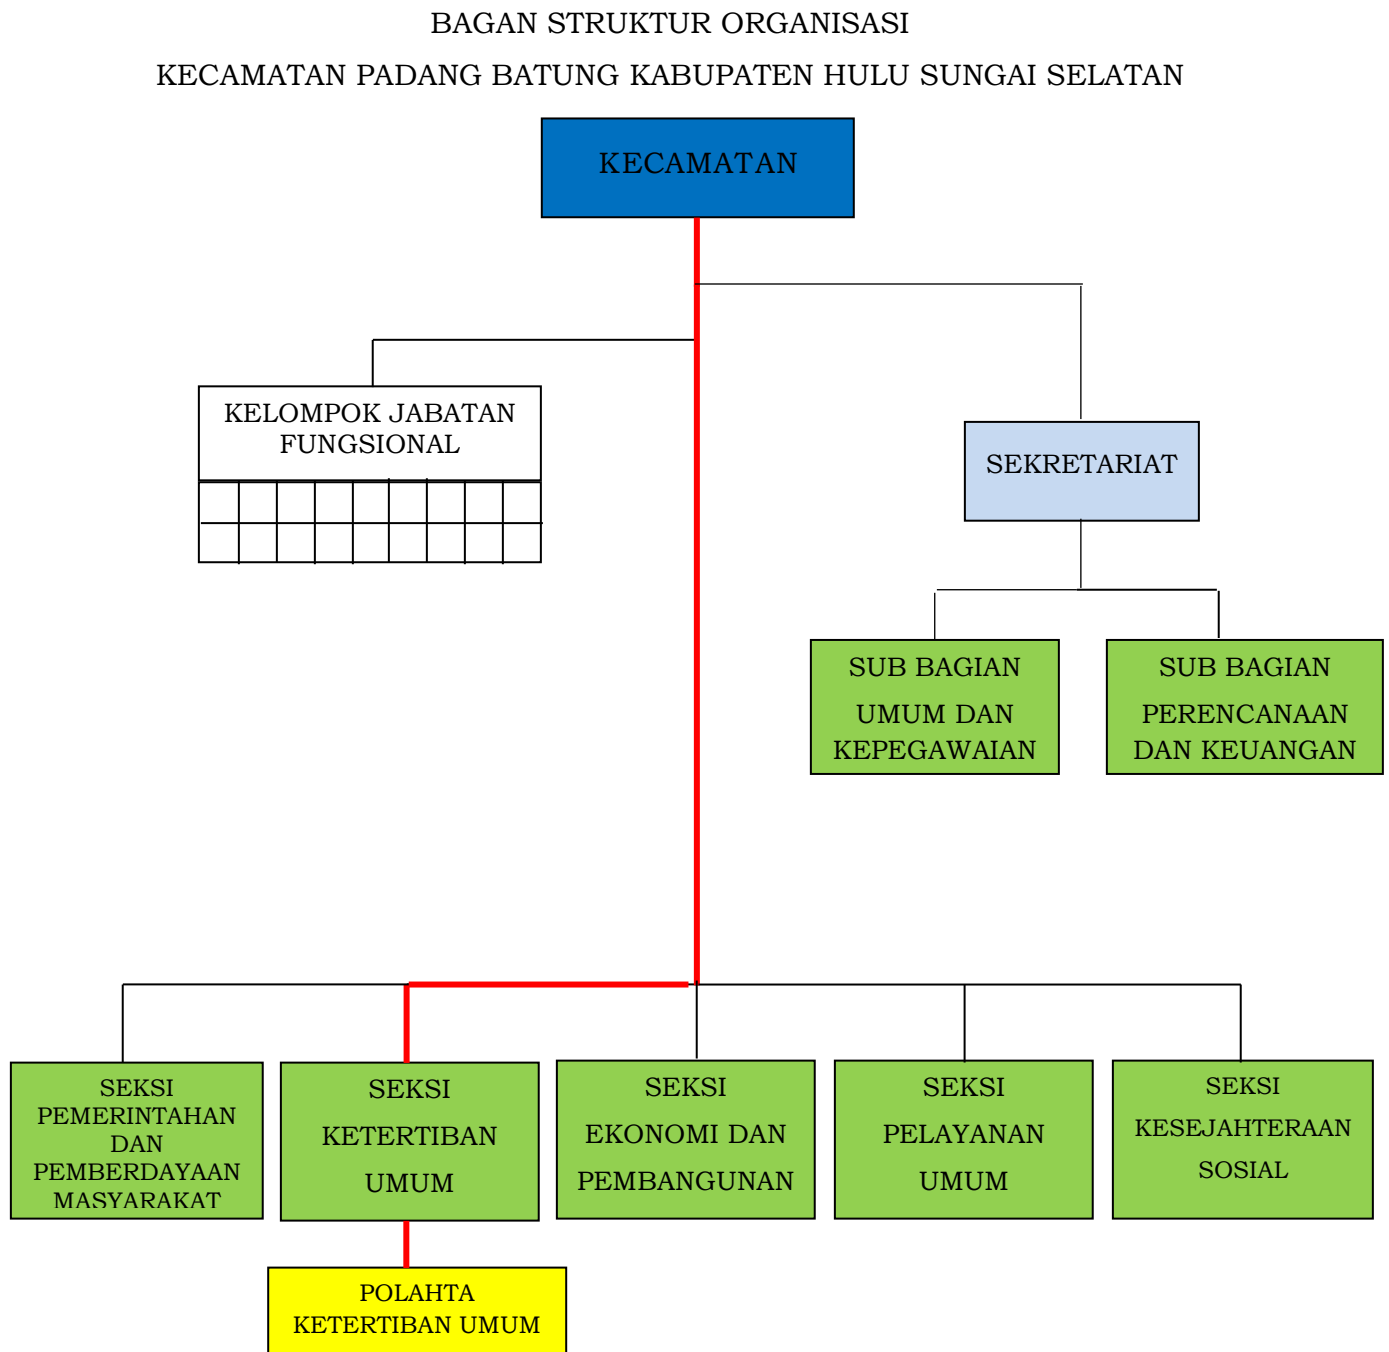 BAGAN STRUKTUR ORGANISASI
KECAMATAN PADANG BATUNG KABUPATEN HULU SUNGAI SELATAN
KECAMATAN
KELOMPOK JABATAN
FUNGSIONAL
SEKRETARIAT
SUB BAGIAN
UMUM DAN
KEPEGAWAIAN
SUB BAGIAN
PERENCANAAN
DAN KEUANGAN
SEKSI
PEMERINTAHAN
DAN
PEMBERDAYAAN
MASYARAKAT
SEKSI
KETERTIBAN
UMUM
SEKSI
EKONOMI DAN
PEMBANGUNAN
SEKSI
PELAYANAN
UMUM
SEKSI
KESEJAHTERAAN
SOSIAL
POLAHTA
KETERTIBAN UMUM